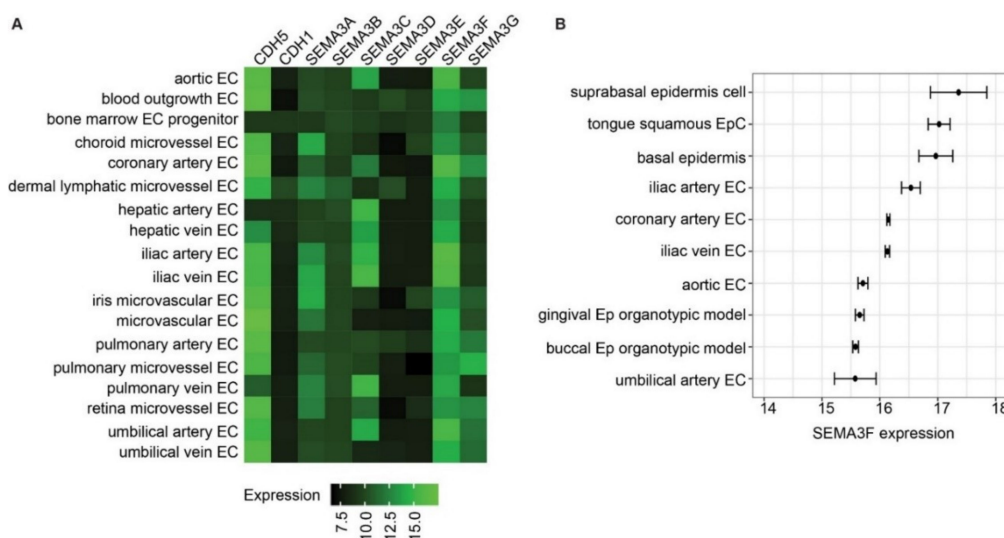 A
CDH5
CDH1
SEMA3A
SEMA3B
SEMA3C
SEMA3D
SEMA3E
SEMA3F
SEMA3G
aortic EC
blood outgrowth EC
bone marrow EC progenitor
choroid microvessel EC
coronary artery EC
dermal lymphatic microvessel EC
hepatic artery EC
hepatic vein EC
iliac artery EC
iliac vein EC
iris microvascular EC
microvascular EC
pulmonary artery EC
pulmonary microvessel EC
pulmonary vein EC
retina microvessel EC
umbilical artery EC
umbilical vein EC
Expression
7.5
10.0
12.5
15.0
B
suprabasal epidermis cell
tongue squamous EpC
basal epidermis
iliac artery EC
coronary artery EC
iliac vein EC
aortic EC
gingival Ep organotypic model
buccal Ep organotypic model
umbilical artery EC
14 15 16 17 18
SEMA3F expression